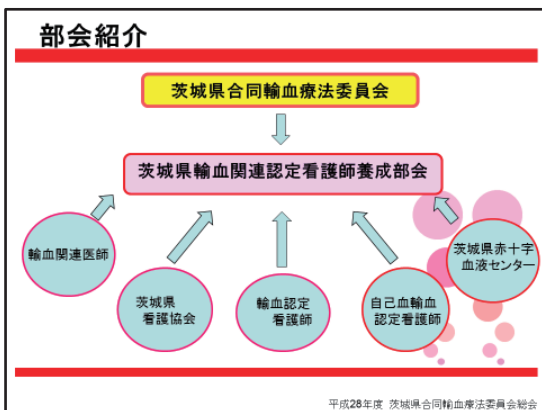 部会紹介
茨城県合同輸血療法委員会
茨城県輸血関連認定看護師養成部会
輸血関連医師
茨城県
看護協会
輸血認定
看護師
自己血輸血
認定看護師
茨城県赤十字
血液センター
平成28年度 茨城県合同輸血療法委員会総会